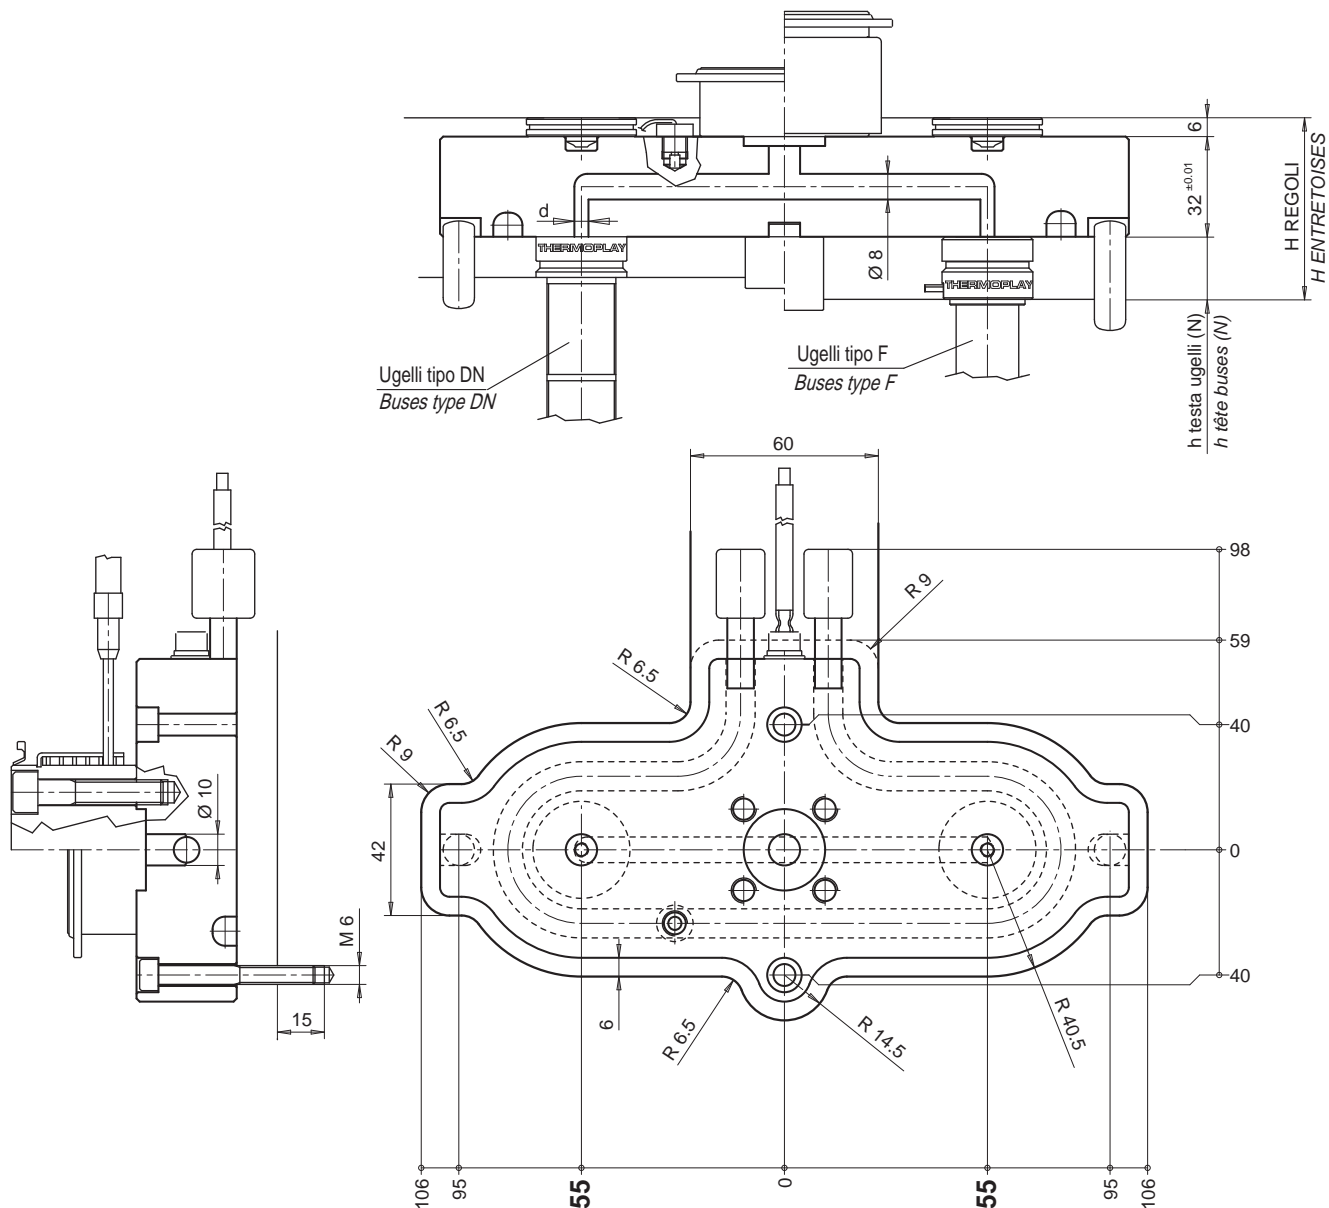 6
32 ±0.01
H REGOLI
H ENTRETOISES
d
THERMOPLAY
Ø 8
THERMOPLAY
Ugelli tipo DN
Buses type DN
Ugelli tipo F
Buses type F
h testa ugelli (N)
h tête buses (N)
60
98
R 9
59
R 6.5
R 6.5
40
R 9
Ø 10
42
0
M 6
40
15
6
R 6.5
R 14.5
R 40.5
106
95
55
0
55
95
106